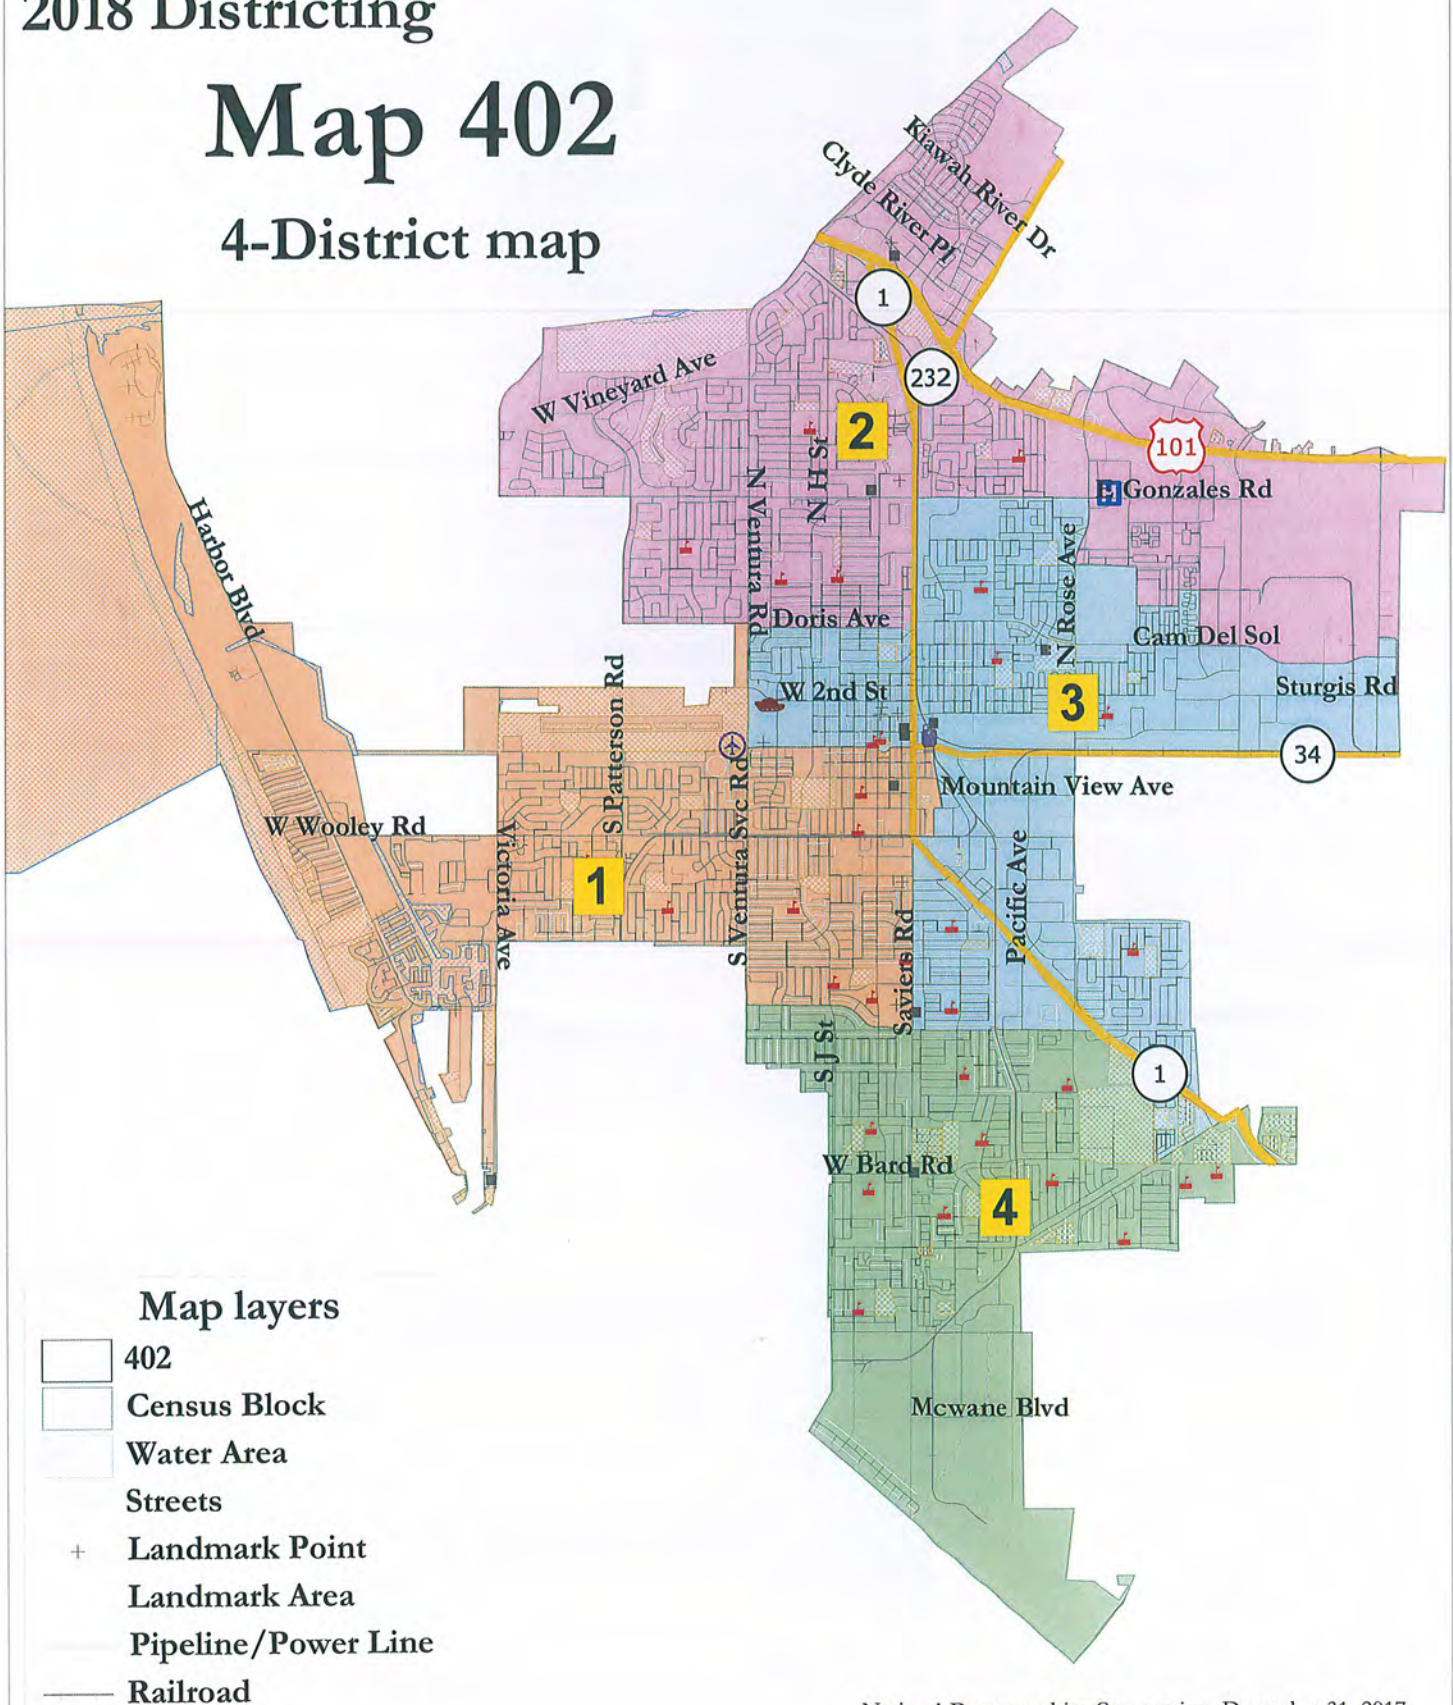 2018 Districting
Map 402
4-District map
Kiawah River Dr
Clyde River Pl
1
232
W Vineyard Ave
2
101
N H St
N Ventura Rd
H
Gonzales Rd
Harbor Blvd
N Rose Ave
Doris Ave
Cam Del Sol
S Patterson Rd
W 2nd St
3
Sturgis Rd
34
Mountain View Ave
W Wooley Rd
Victoria Ave
1
S Ventura Svc Rd
Saviers Rd
Pacific Ave
S J St
1
W Bard Rd
4
Mcwane Blvd
Map layers
402
Census Block
Water Area
Streets
+ Landmark Point
Landmark Area
Pipeline/Power Line
Railroad